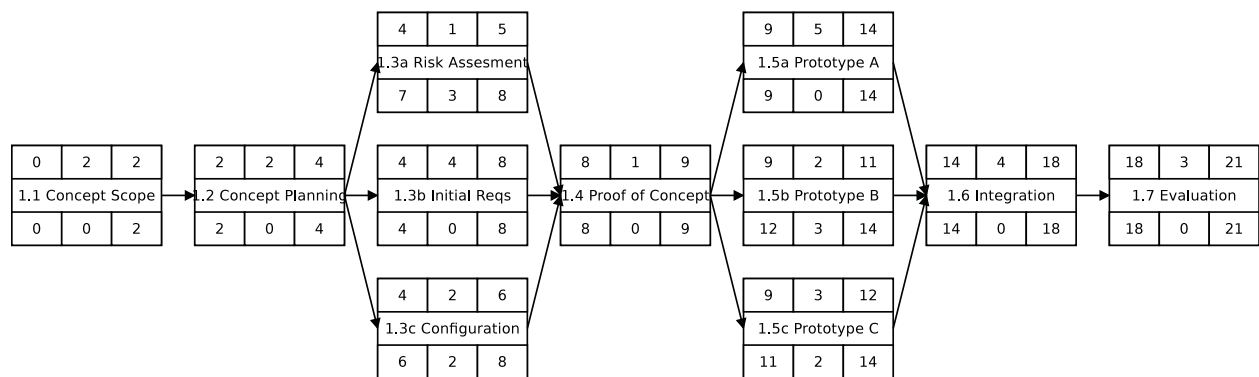 0 2 2
1.1 Concept Scope
0 0 2
2 2 4
1.2 Concept Planning
2 0 4
4 1 5
1.3a Risk Assesment
7 3 8
4 4 8
1.3b Initial Reqs
4 0 8
4 2 6
1.3c Configuration
6 2 8
8 1 9
1.4 Proof of Concept
8 0 9
9 5 14
1.5a Prototype A
9 0 14
9 2 11
1.5b Prototype B
12 3 14
9 3 12
1.5c Prototype C
11 2 14
14 4 18
1.6 Integration
14 0 18
18 3 21
1.7 Evaluation
18 0 21